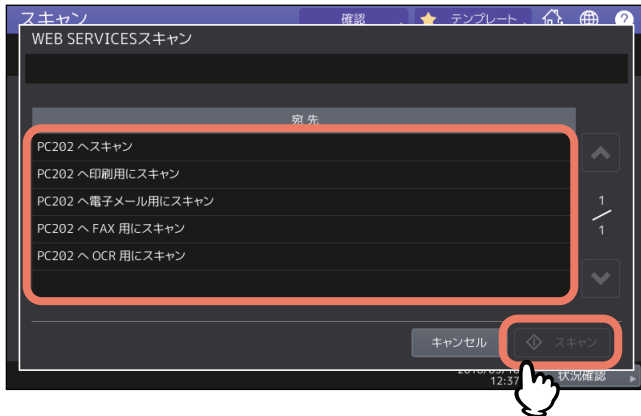 スキャン 確認 テンプレート ?
WEB SERVICESスキャン
宛先
PC202 へスキャン
PC202 へ印刷用にスキャン
PC202 へ電子メール用にスキャン
PC202 へ FAX 用にスキャン
PC202 へ OCR 用にスキャン
1
1
キャンセル スキャン
12:37 状況確認